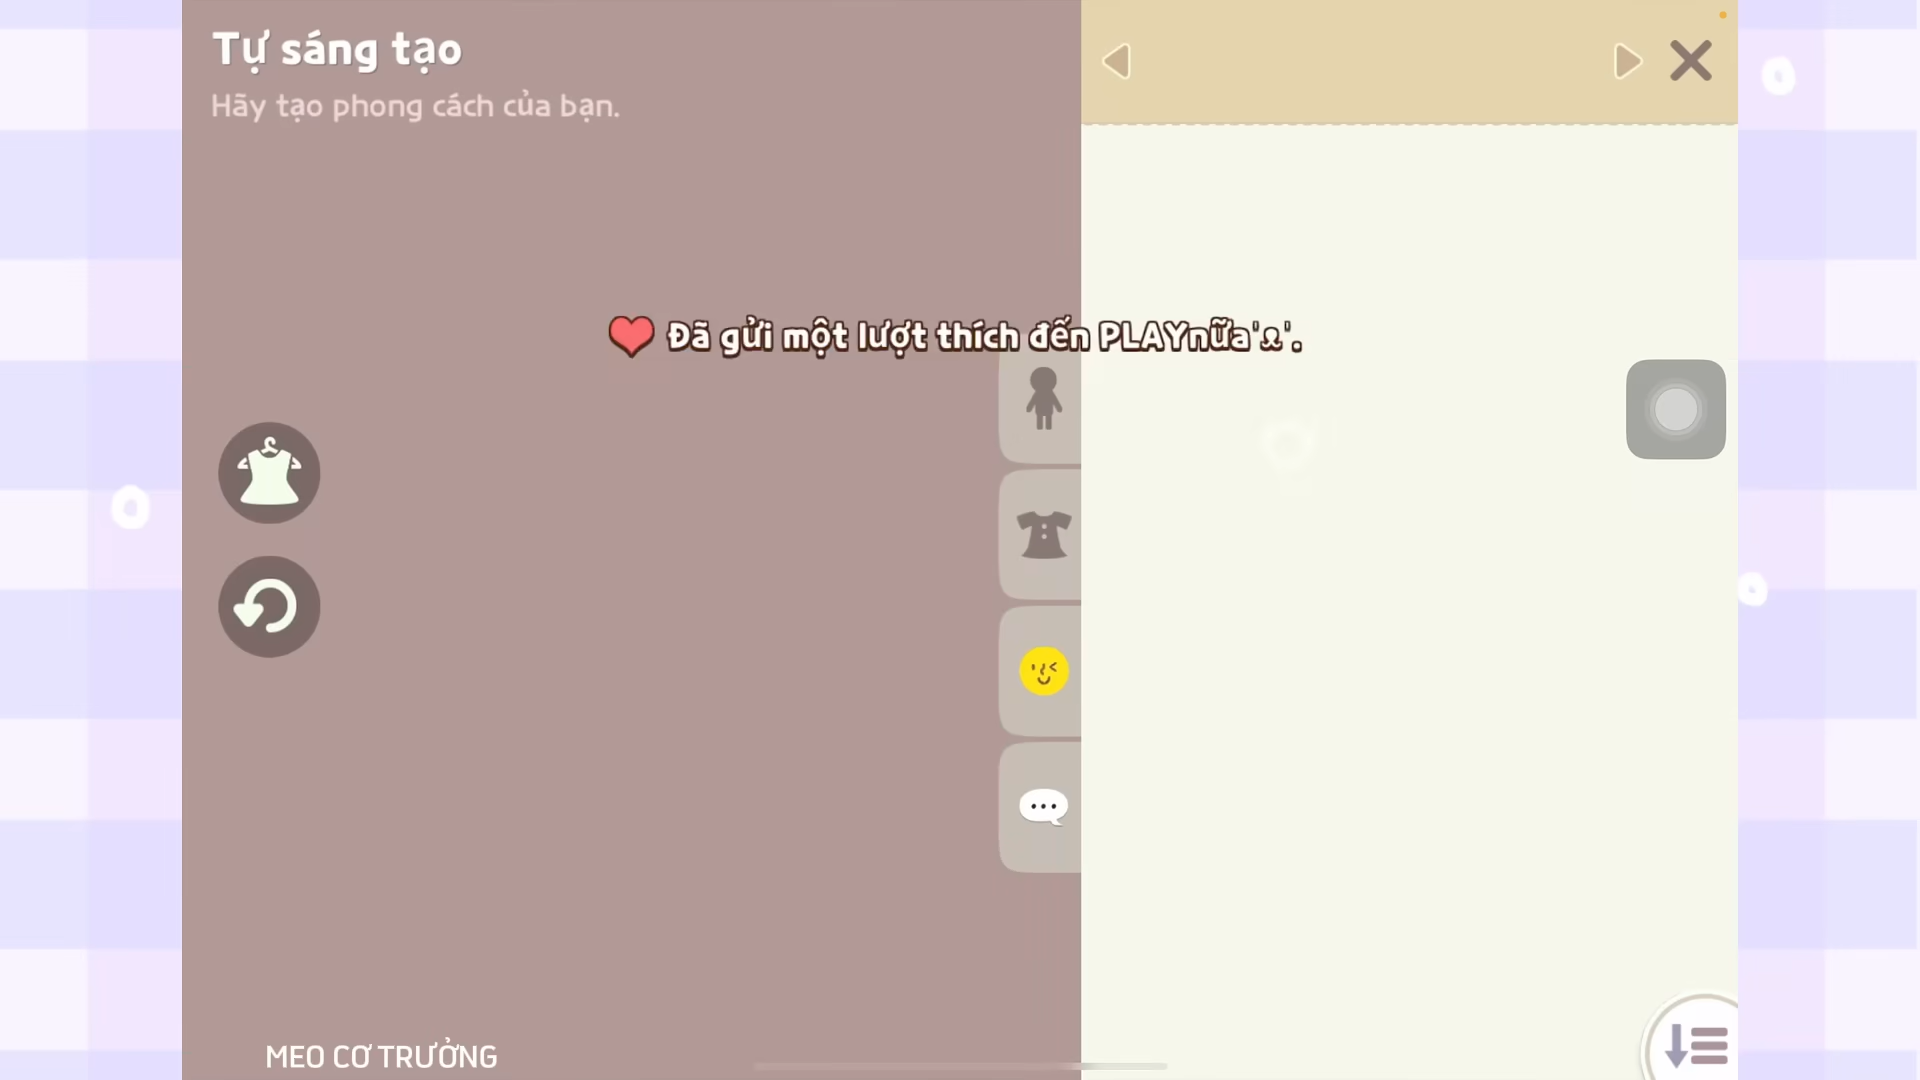 Tự sáng tạo
Hãy tạo phong cách của bạn.
Đã gửi một lượt thích đến PLAYnữa'ᴥ'.
MEO CƠ TRƯỞNG